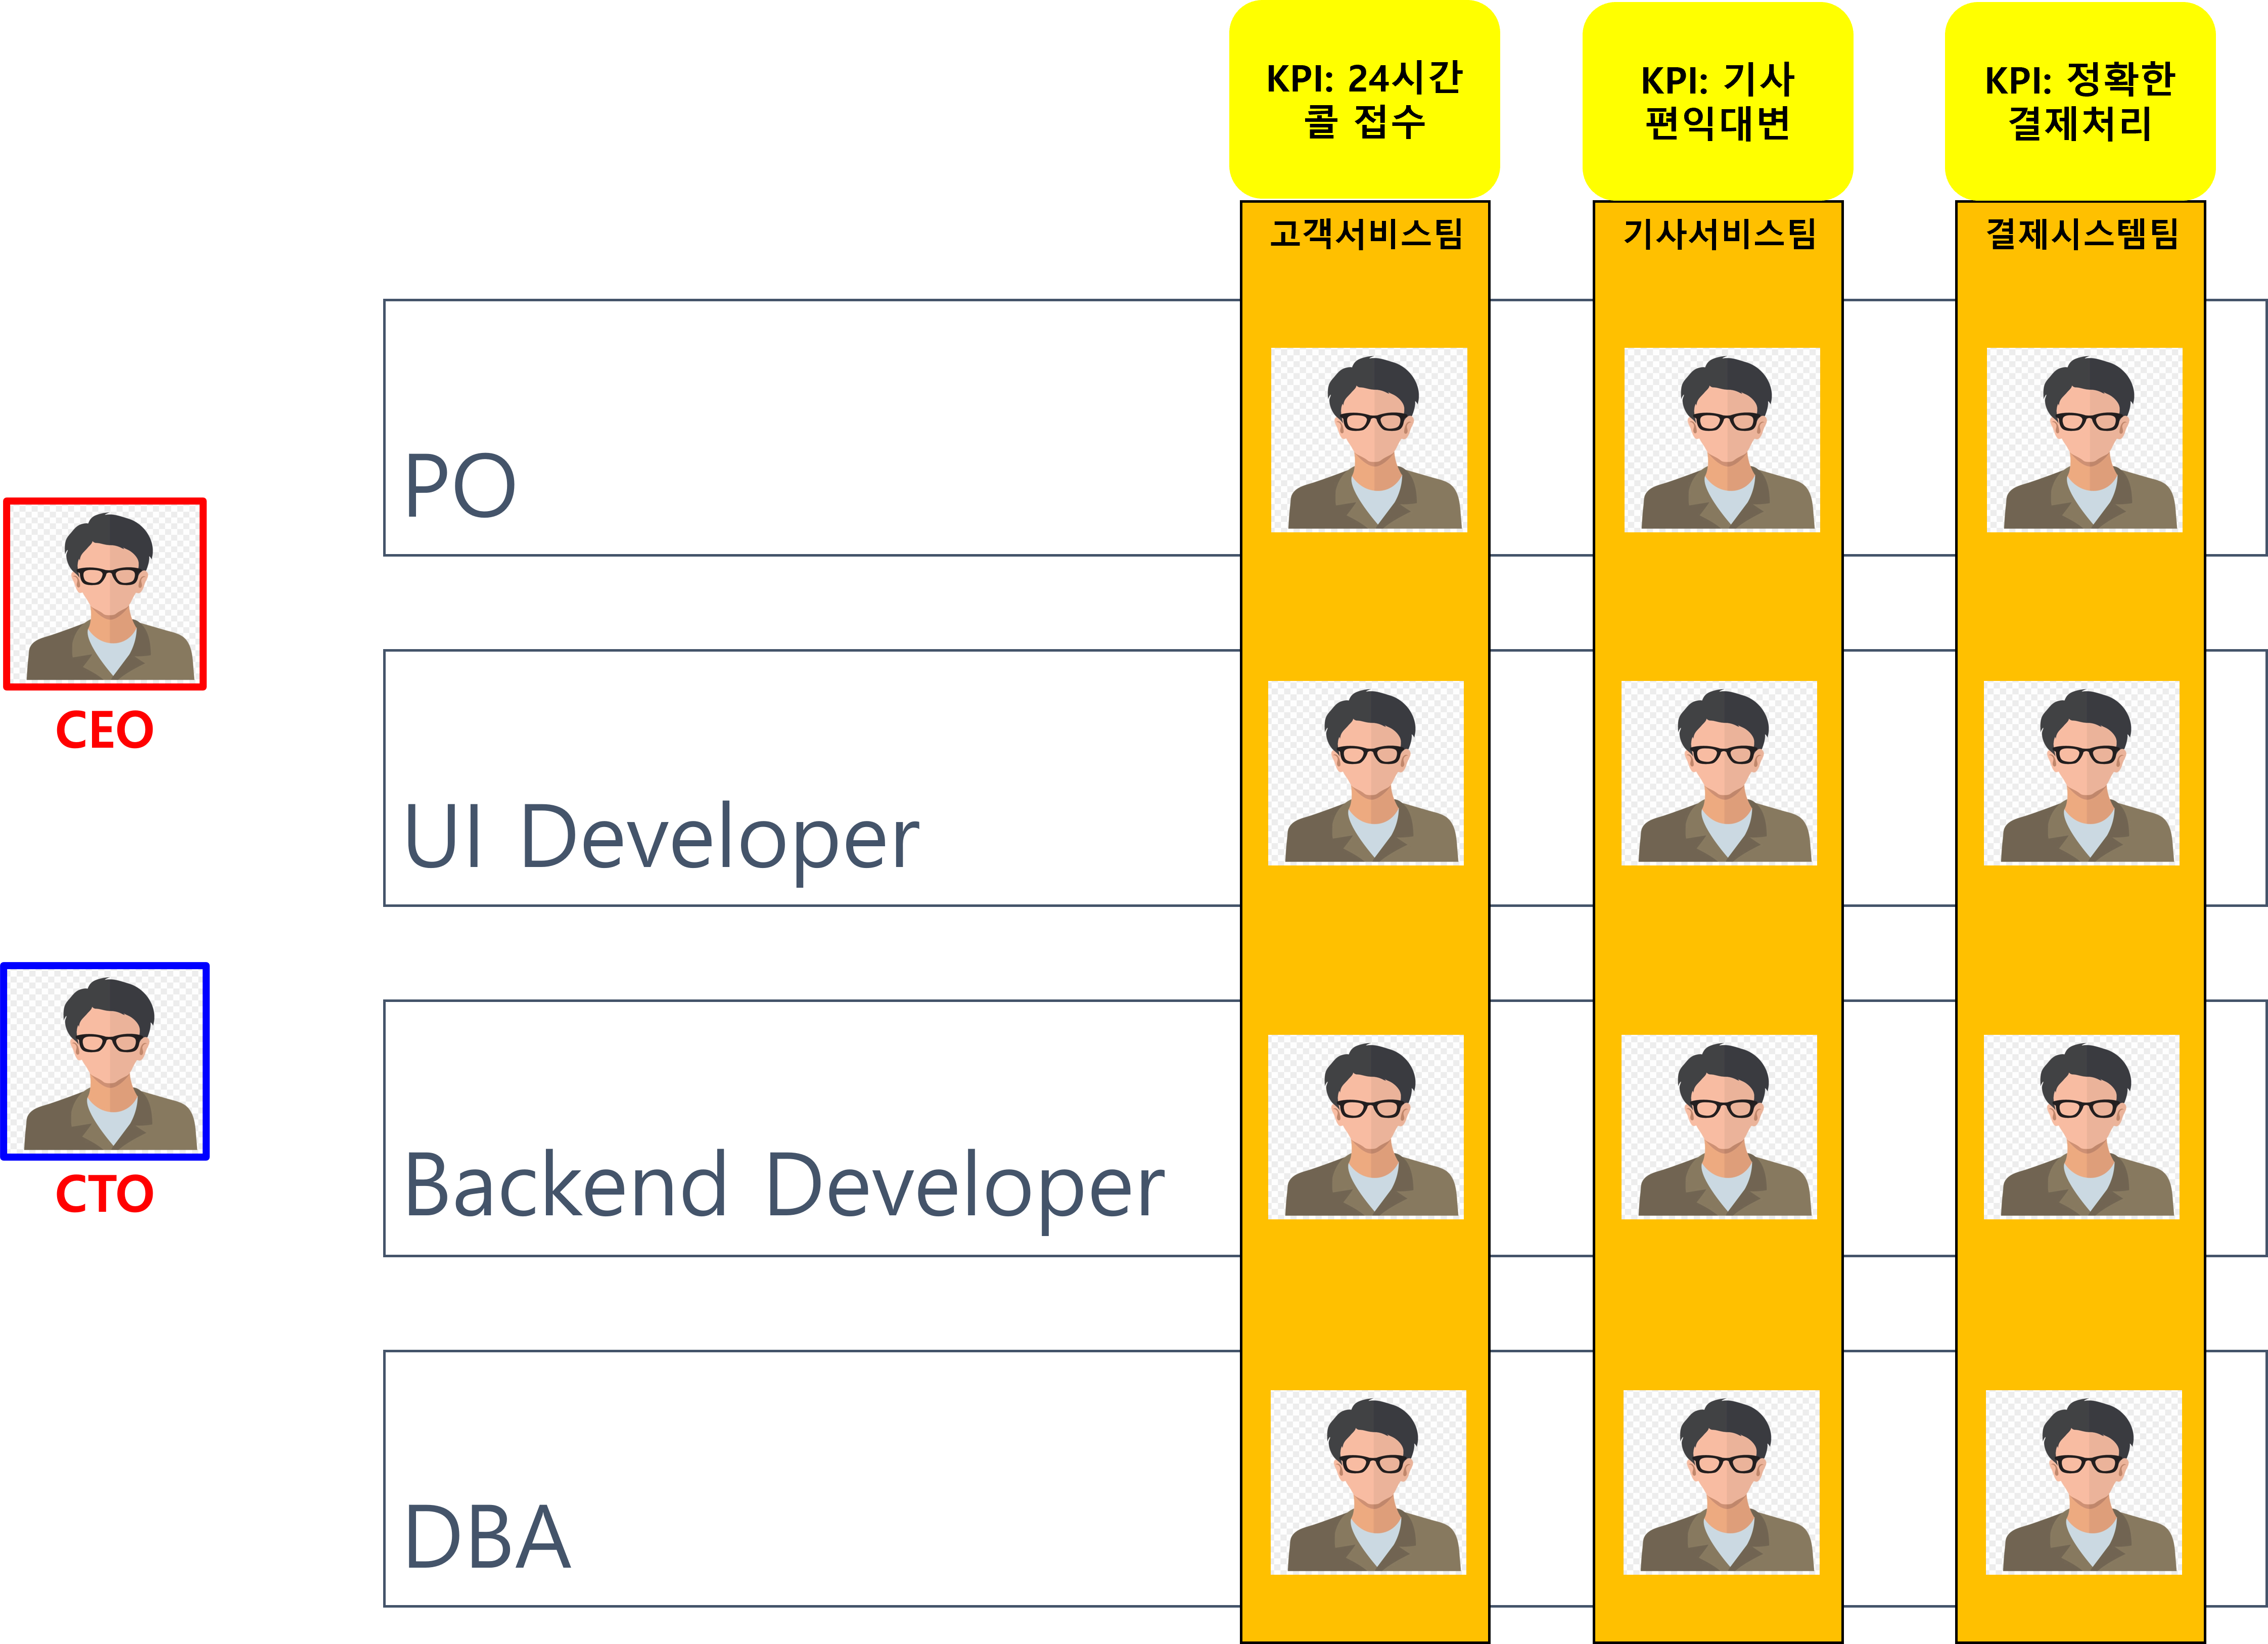 KPI: 24시간
콜 접수
KPI: 기사
편익대변
KPI: 정확한
결제처리
고객서비스팀
기사서비스팀
결제시스템팀
PO
CEO
UI Developer
CTO
Backend Developer
DBA